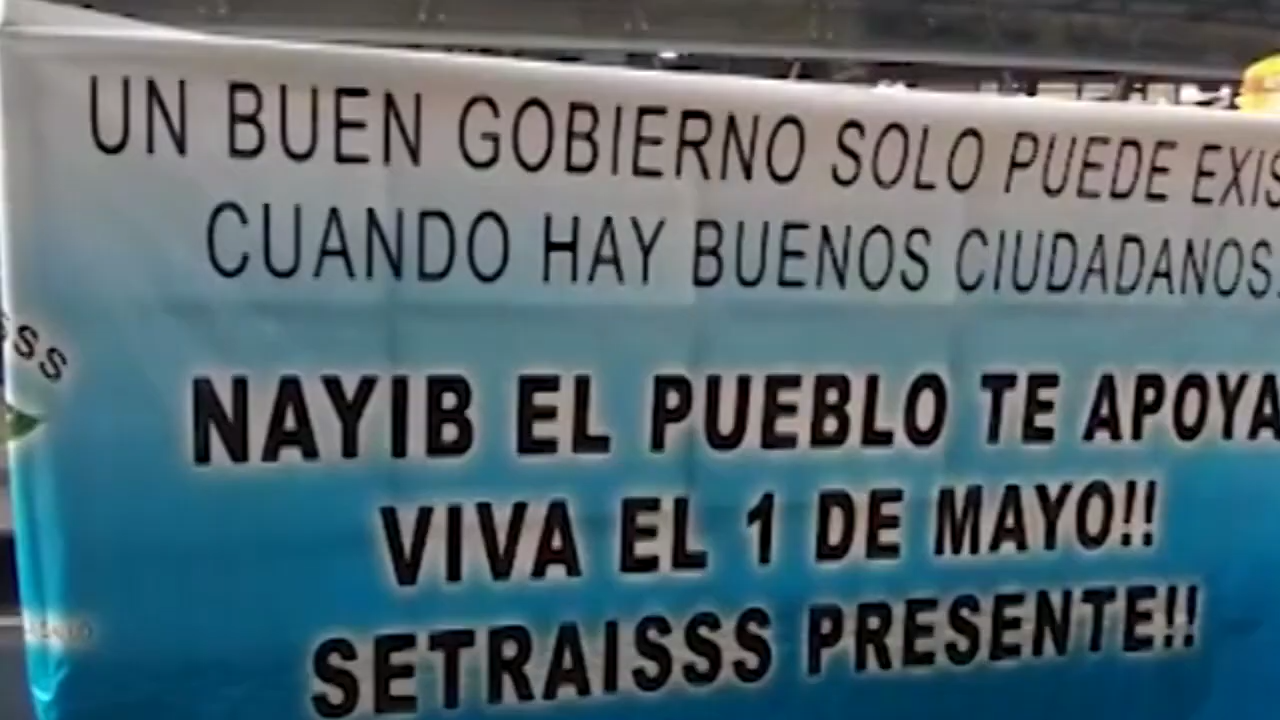 UN BUEN GOBIERNO SOLO PUEDE EXIS
CUANDO HAY BUENOS CIUDADANOS.
SS
NAYIB EL PUEBLO TE APOYA
VIVA EL 1 DE MAYO!!
SETRAISSS PRESENTE!!